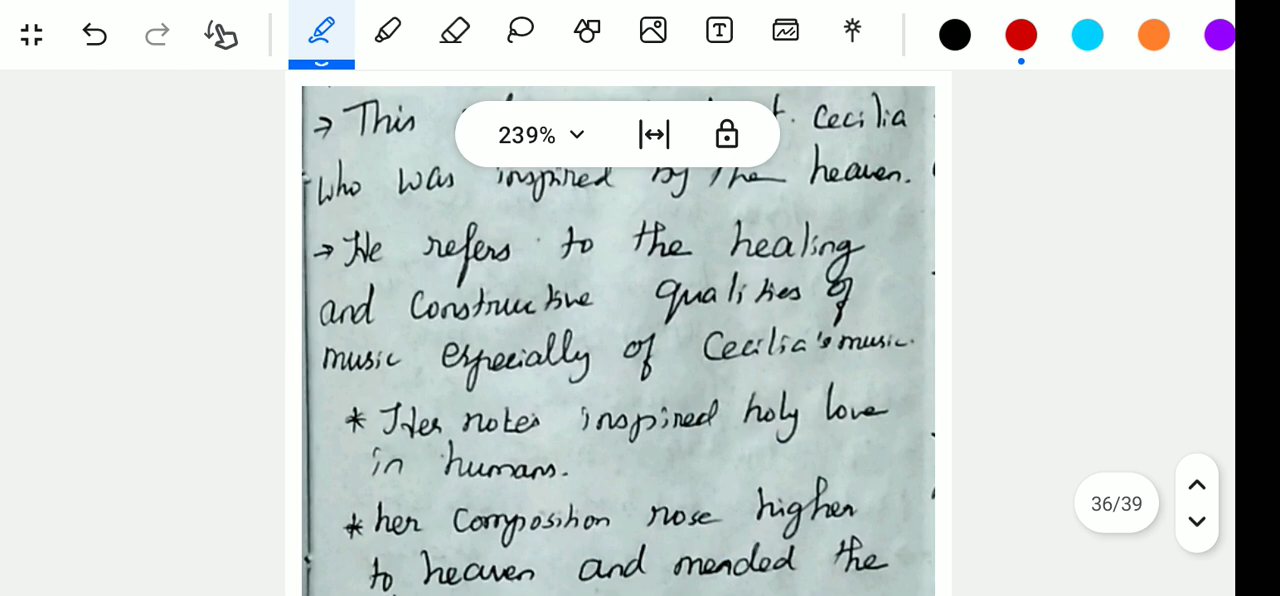 239%
→ This t. Cecilia
who was inspired by the heaven.
→ He refers to the healing
and constructive qualities of
music especially of Cecilia's music.
* Her notes inspired holy love
in humans.
* her composition rose higher
to heaven and mended the
36/39